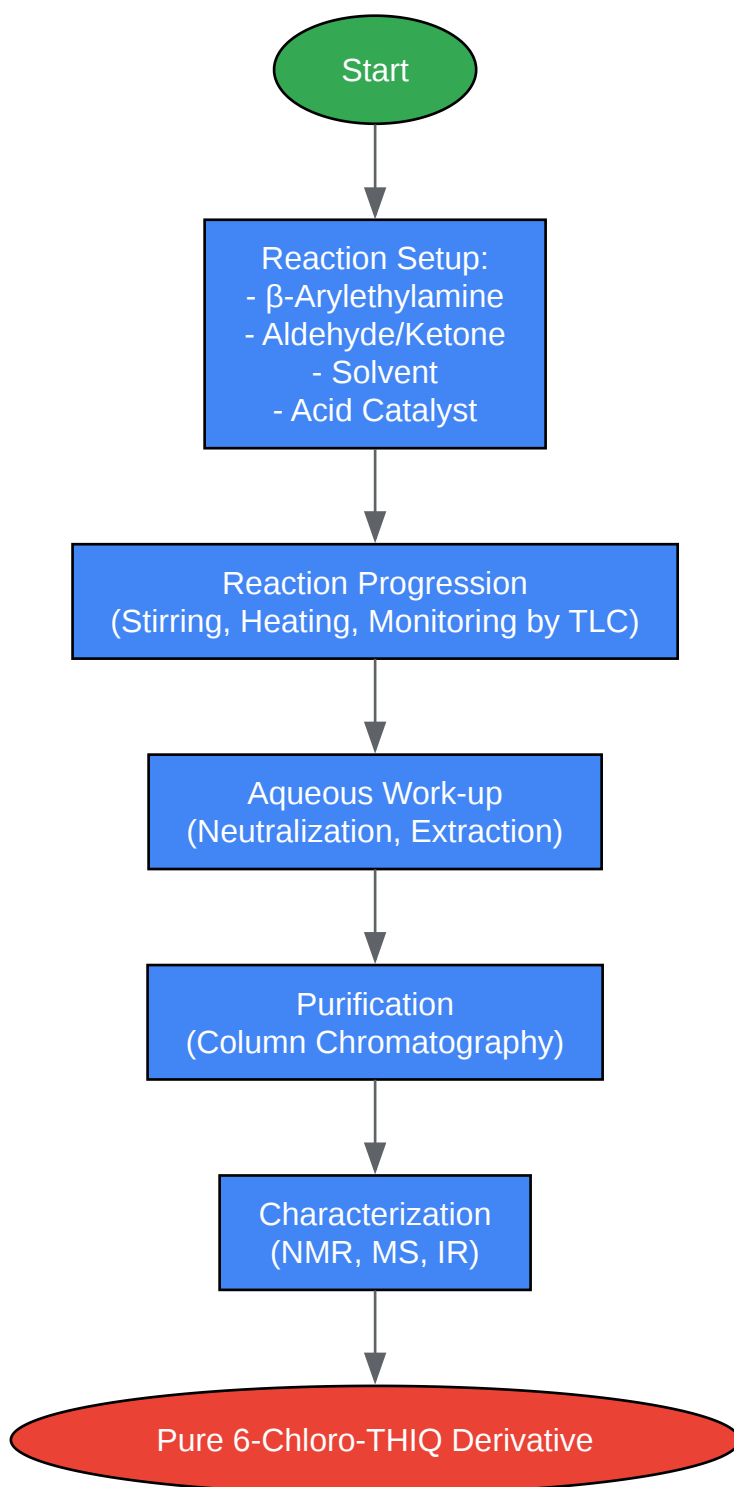 Start
Reaction Setup:
- β-Arylethylamine
- Aldehyde/Ketone
- Solvent
- Acid Catalyst
Reaction Progression
(Stirring, Heating, Monitoring by TLC)
Aqueous Work-up
(Neutralization, Extraction)
Purification
(Column Chromatography)
Characterization
(NMR, MS, IR)
Pure 6-Chloro-THIQ Derivative